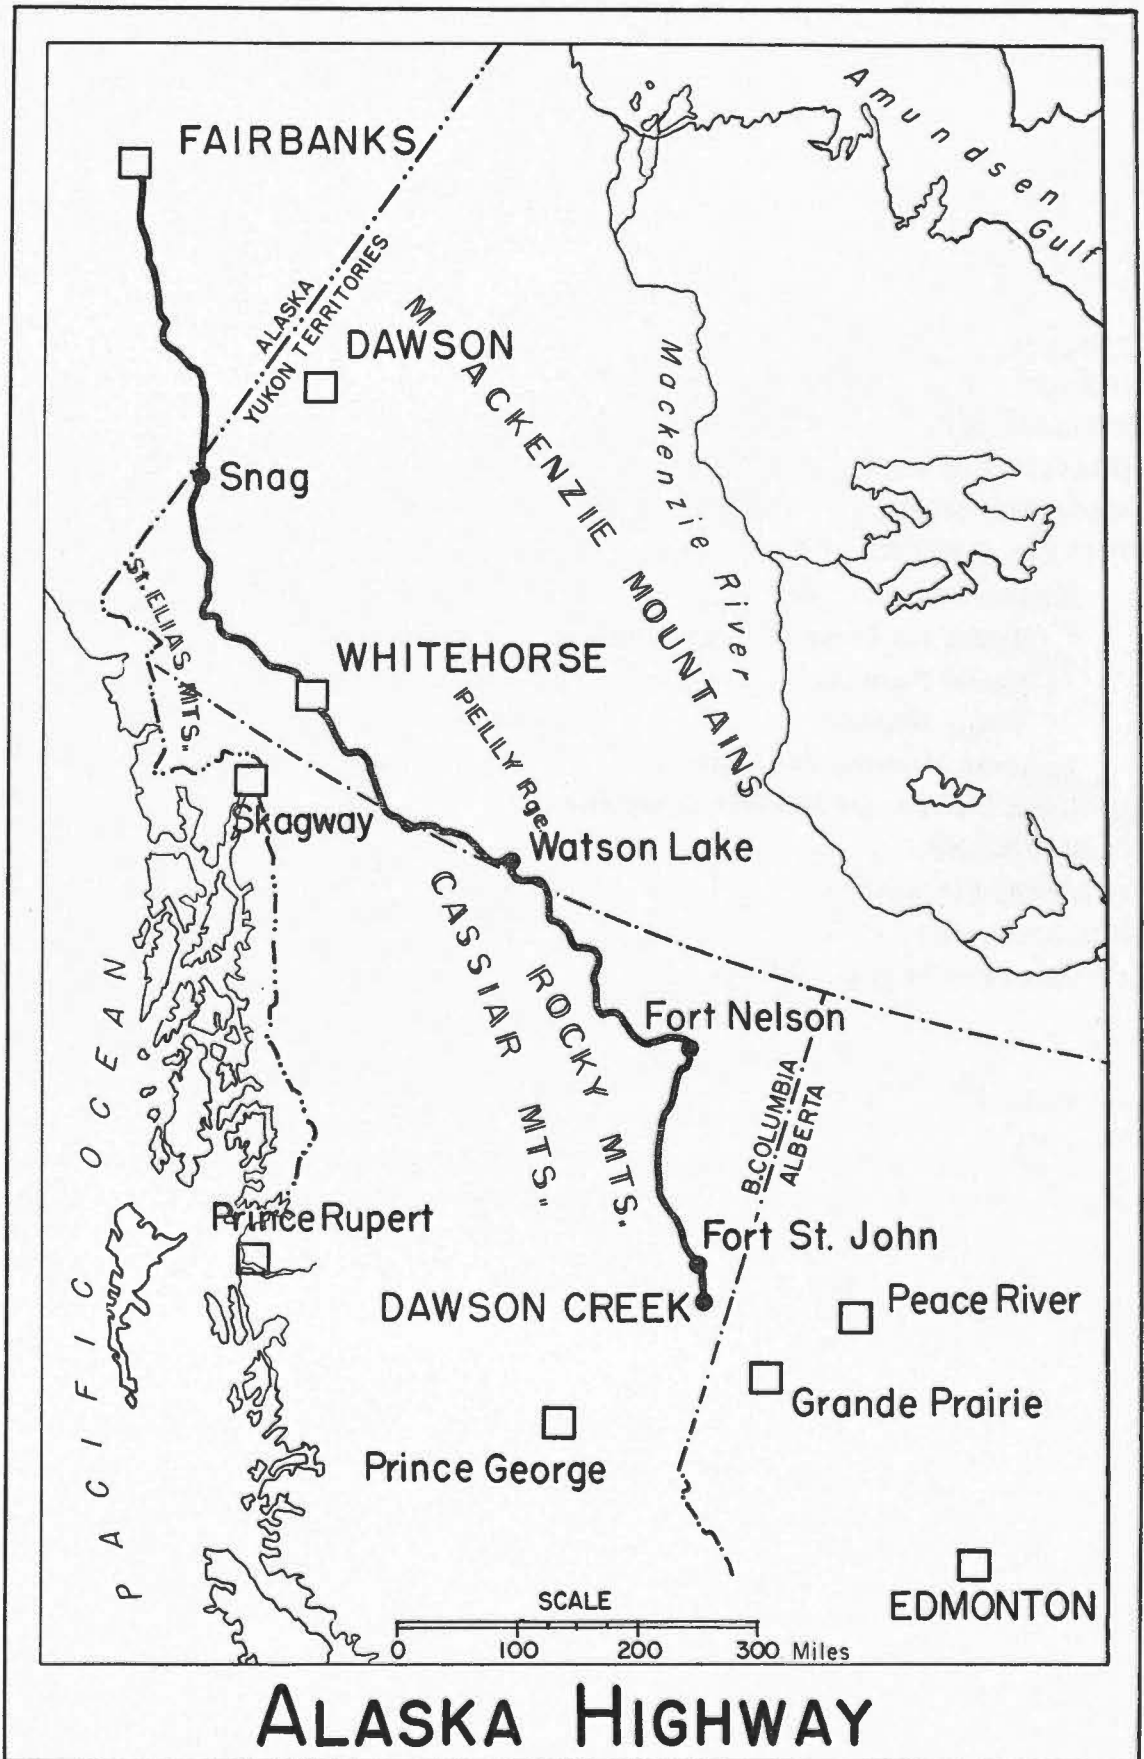 Amundsen Gulf
FAIRBANKS
ALASKA
YUKON TERRITORIES
DAWSON
MACKENZIE MOUNTAINS
Mackenzie River
Snag
St. ELIAS MTS.
WHITEHORSE
PELLY Rge.
Skagway
Watson Lake
CASSIAR MTS.
ROCKY MTS.
Fort Nelson
B.COLUMBIA
ALBERTA
PACIFIC OCEAN
Prince Rupert
Fort St. John
DAWSON CREEK
Peace River
Grande Prairie
Prince George
EDMONTON
SCALE
0 100 200 300 Miles
ALASKA HIGHWAY